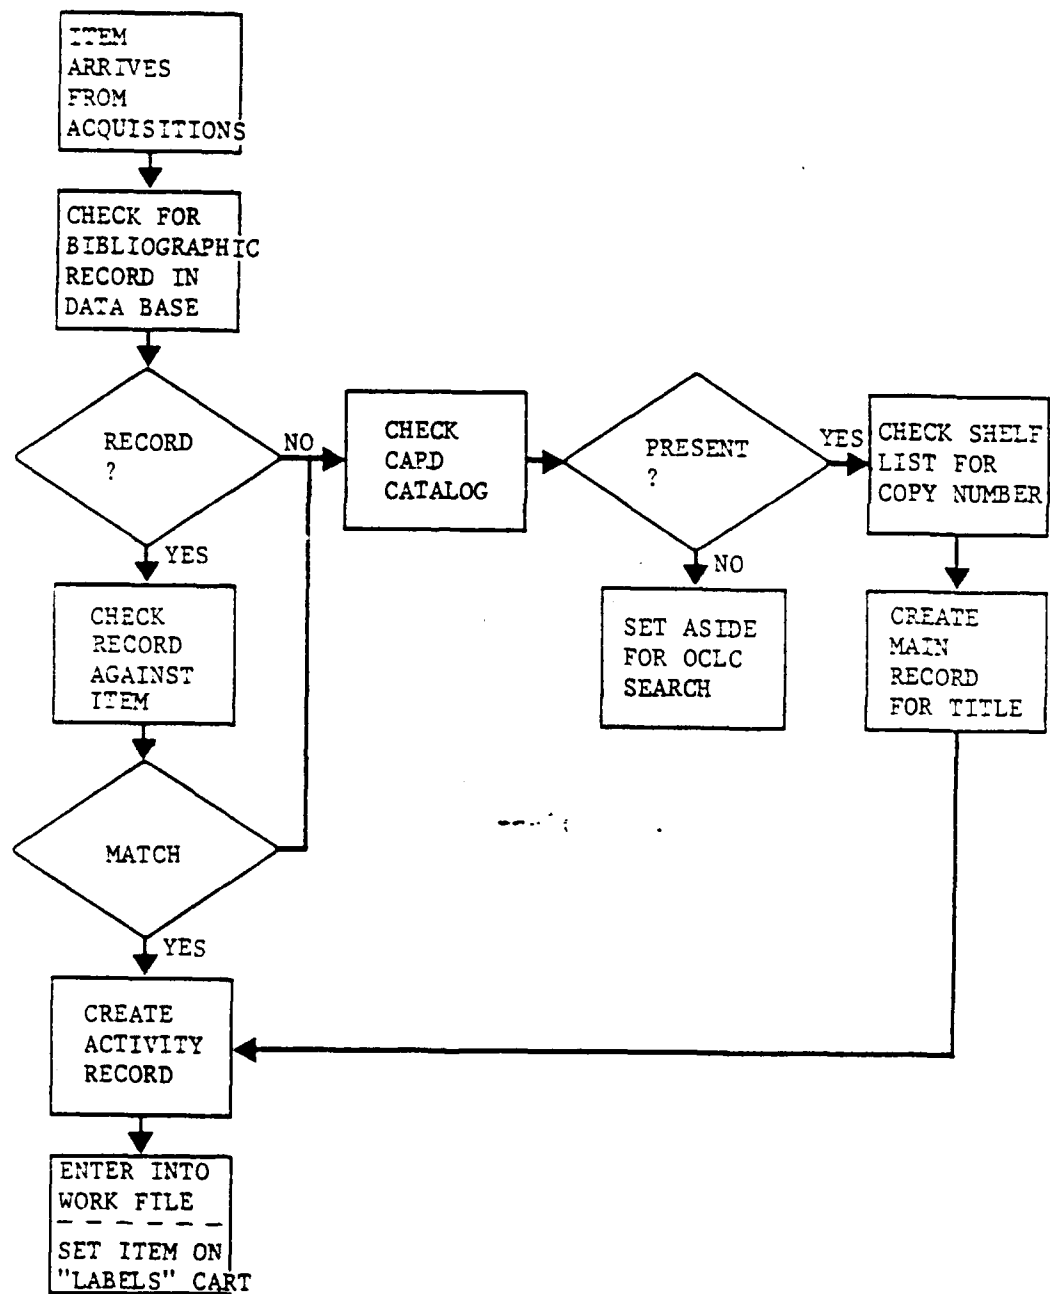 ITEM
ARRIVES
FROM
ACQUISITIONS
CHECK FOR
BIBLIOGRAPHIC
RECORD IN
DATA BASE
RECORD
?
NO
YES
CHECK
CARD
CATALOG
PRESENT
?
YES
NO
CHECK SHELF
LIST FOR
COPY NUMBER
SET ASIDE
FOR OCLC
SEARCH
CREATE
MAIN
RECORD
FOR TITLE
CHECK
RECORD
AGAINST
ITEM
MATCH
YES
CREATE
ACTIVITY
RECORD
ENTER INTO
WORK FILE
SET ITEM ON
"LABELS" CART